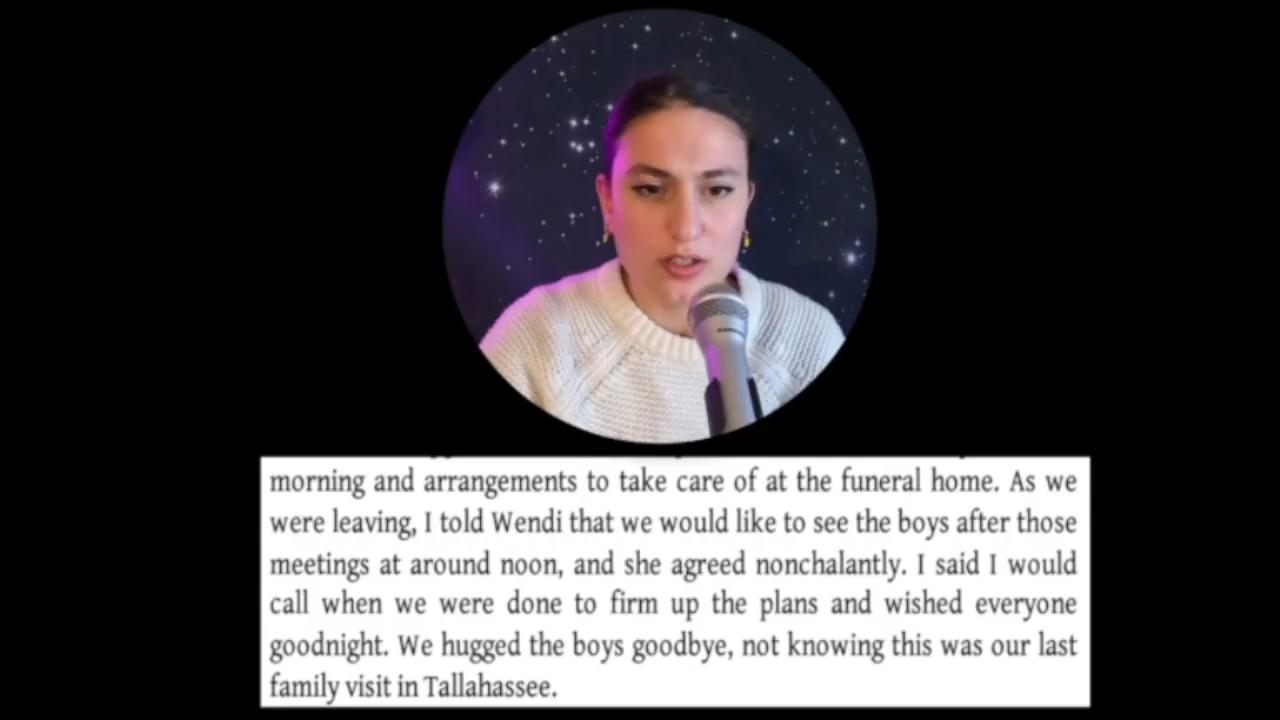 morning and arrangements to take care of at the funeral home. As we
were leaving, I told Wendi that we would like to see the boys after those
meetings at around noon, and she agreed nonchalantly. I said I would
call when we were done to firm up the plans and wished everyone
goodnight. We hugged the boys goodbye, not knowing this was our last
family visit in Tallahassee.